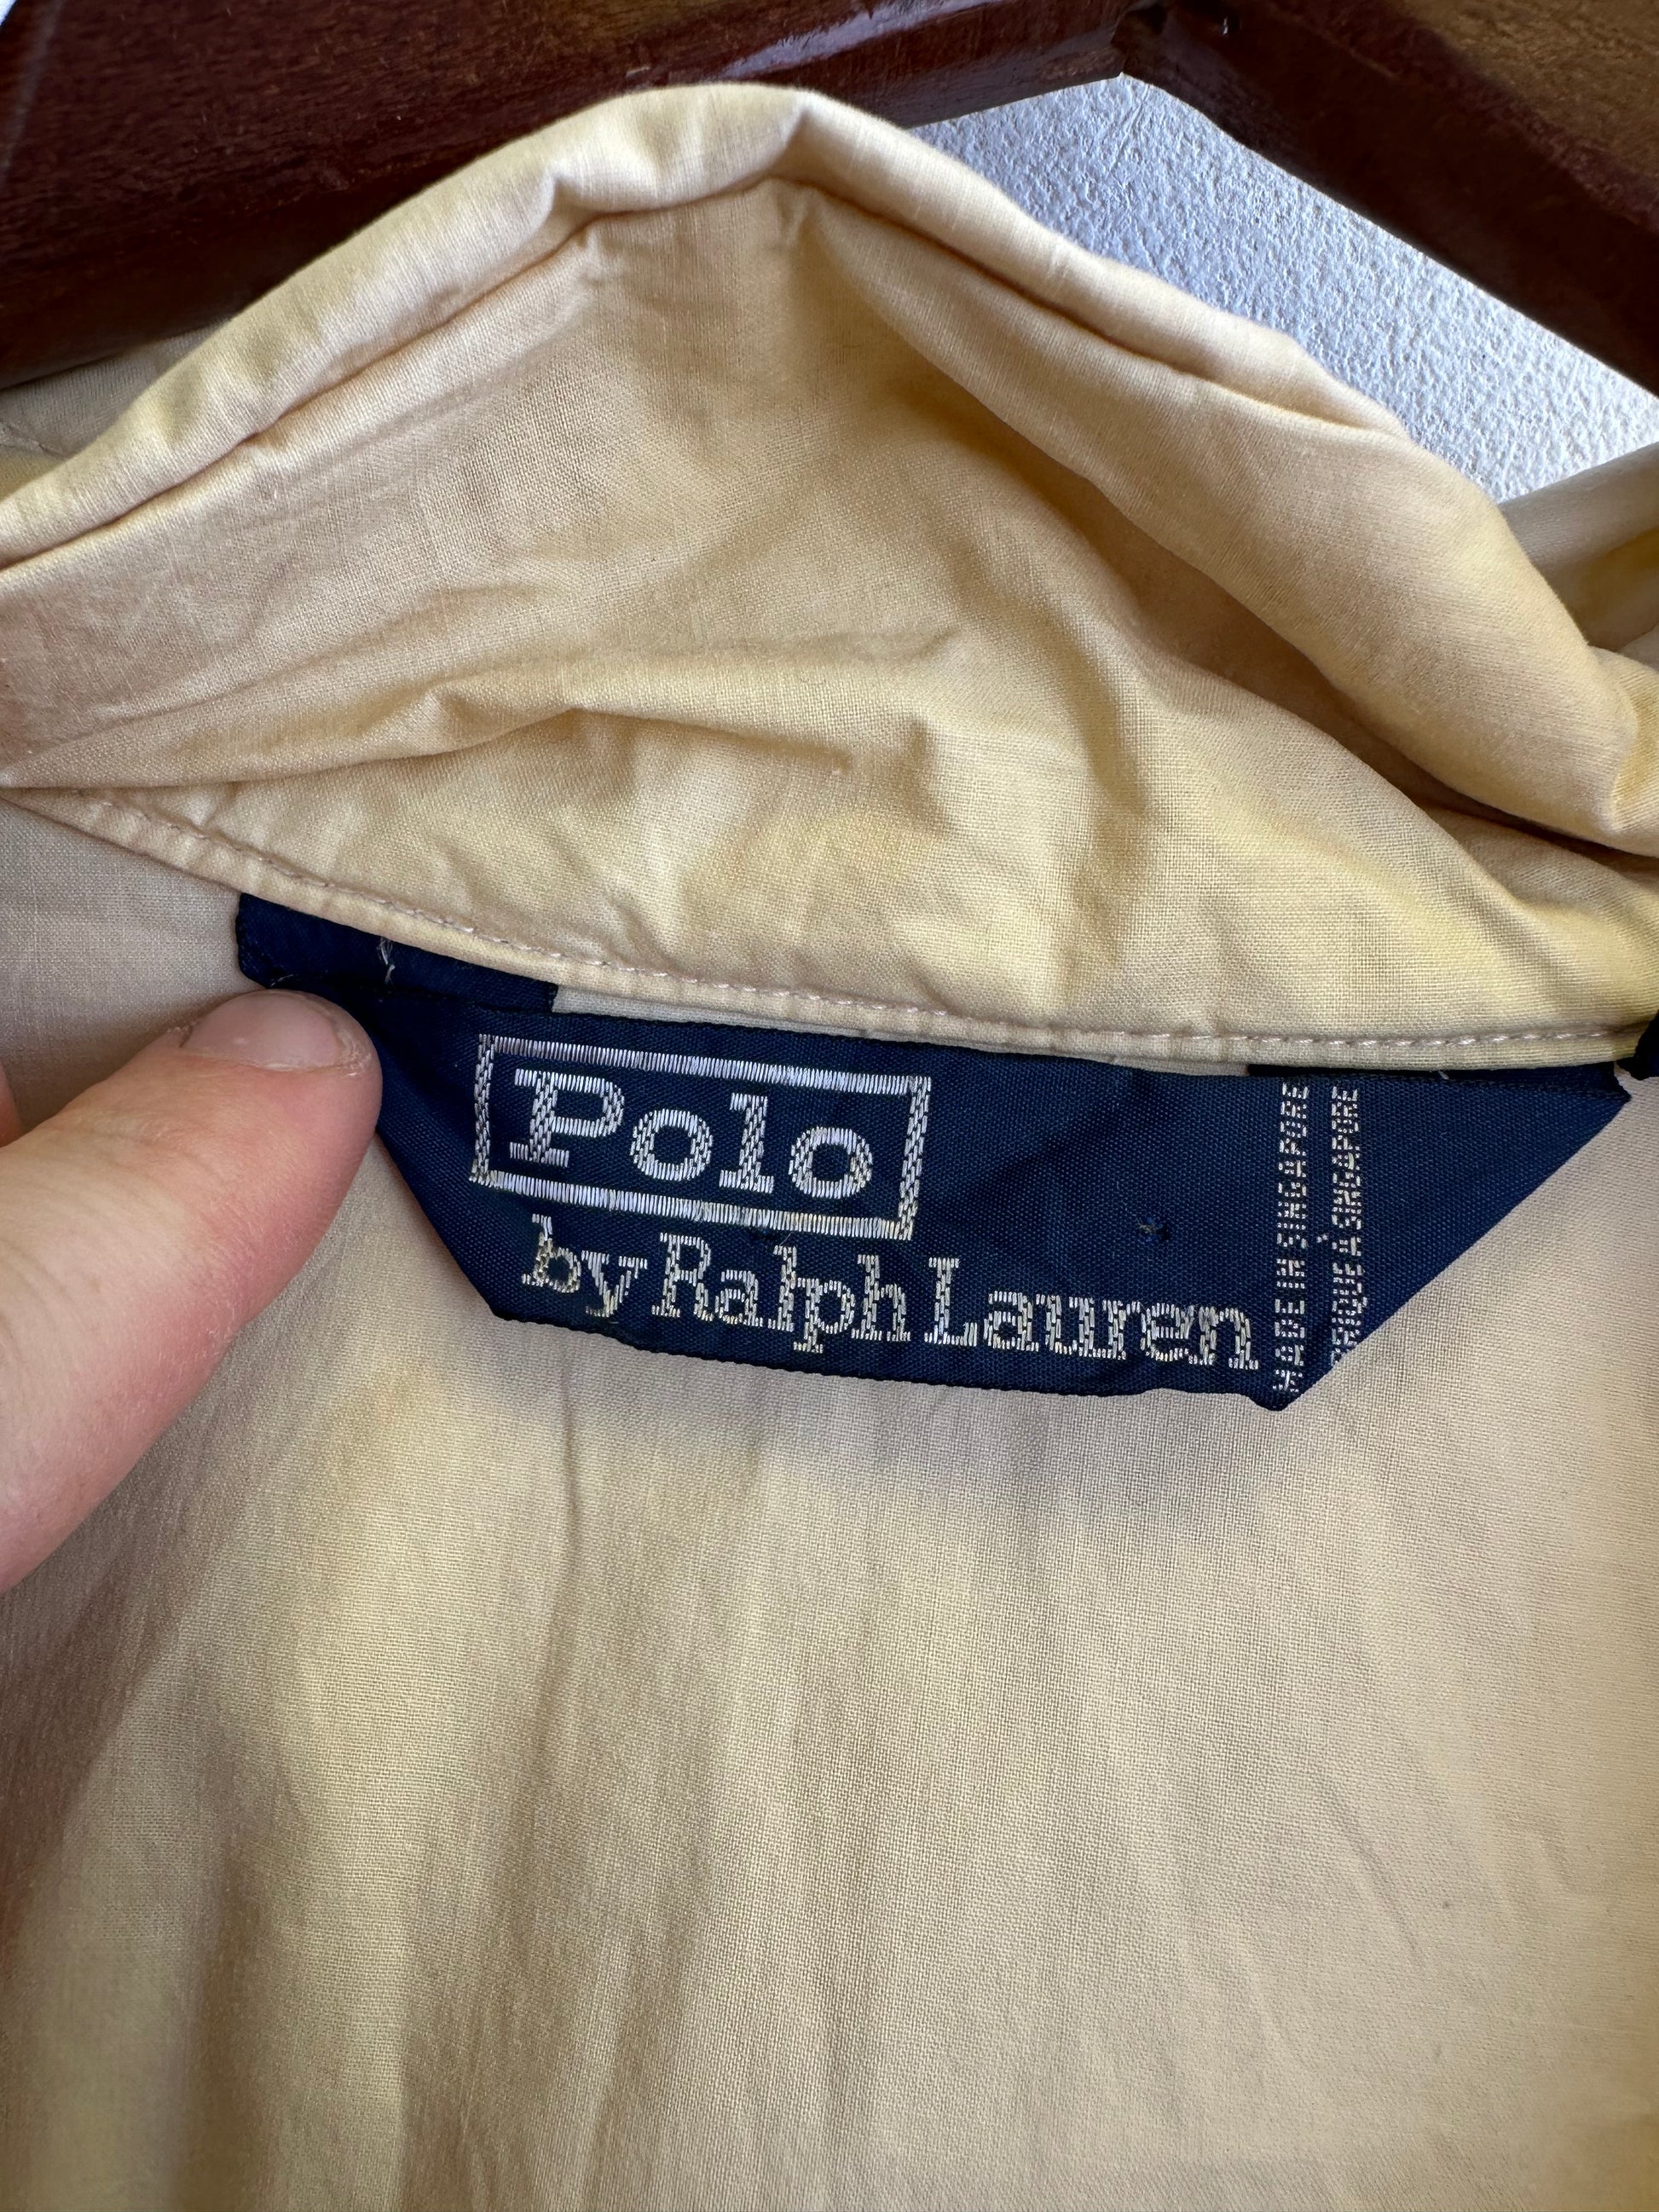 Polo
by Ralph Lauren
MADE IN SINGAPORE
FABRIQUÉ À SINGAPORE